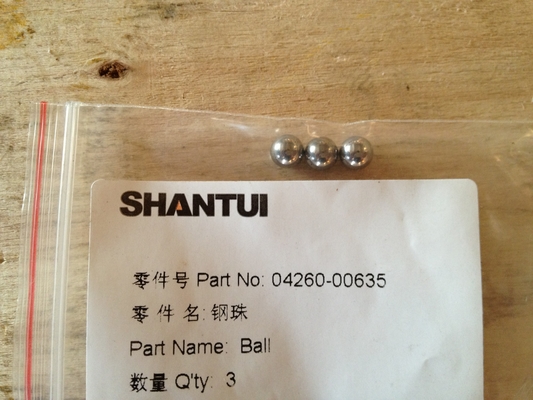 SHANTUI
零件号 Part No: 04260-00635
零 件 名: 钢珠
Part Name: Ball
数量 Q'ty: 3